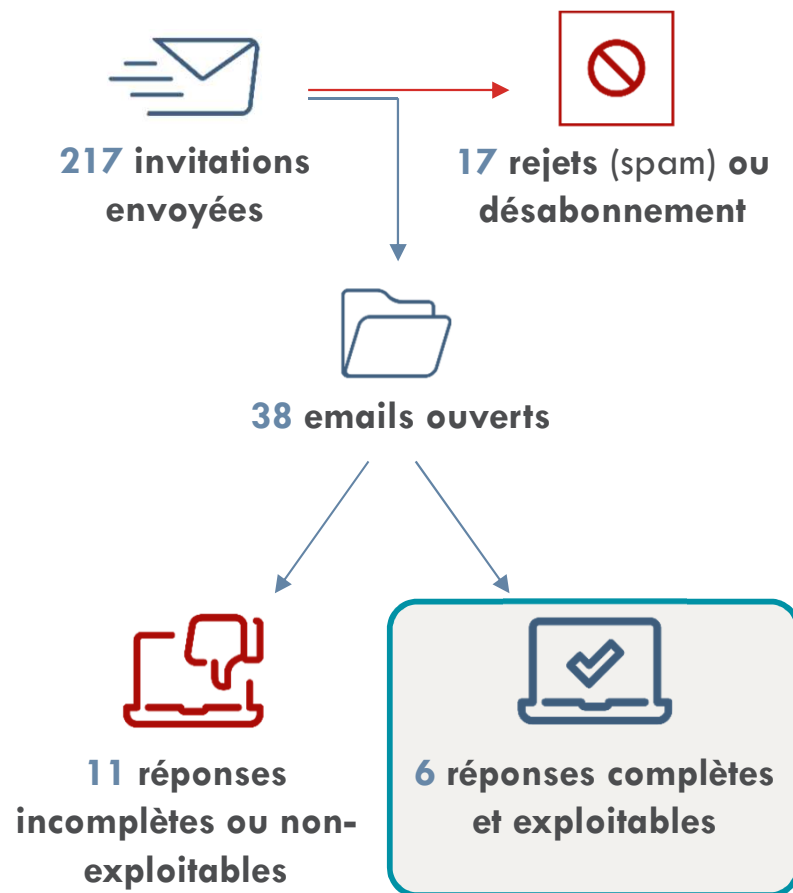 217 invitations
envoyées
17 rejets (spam) ou
désabonnement
38 emails ouverts
11 réponses
incomplètes ou non-
exploitables
6 réponses complètes
et exploitables